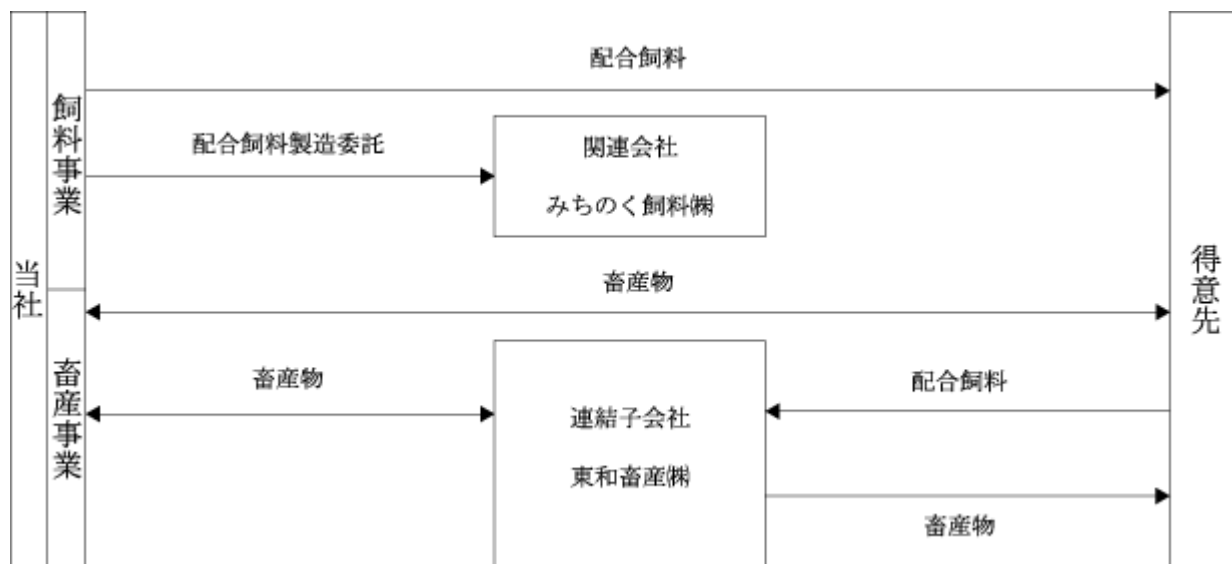 当社
飼料事業
畜産事業
配合飼料
配合飼料製造委託
関連会社
みちのく飼料㈱
畜産物
畜産物
連結子会社
東和畜産㈱
配合飼料
畜産物
得意先